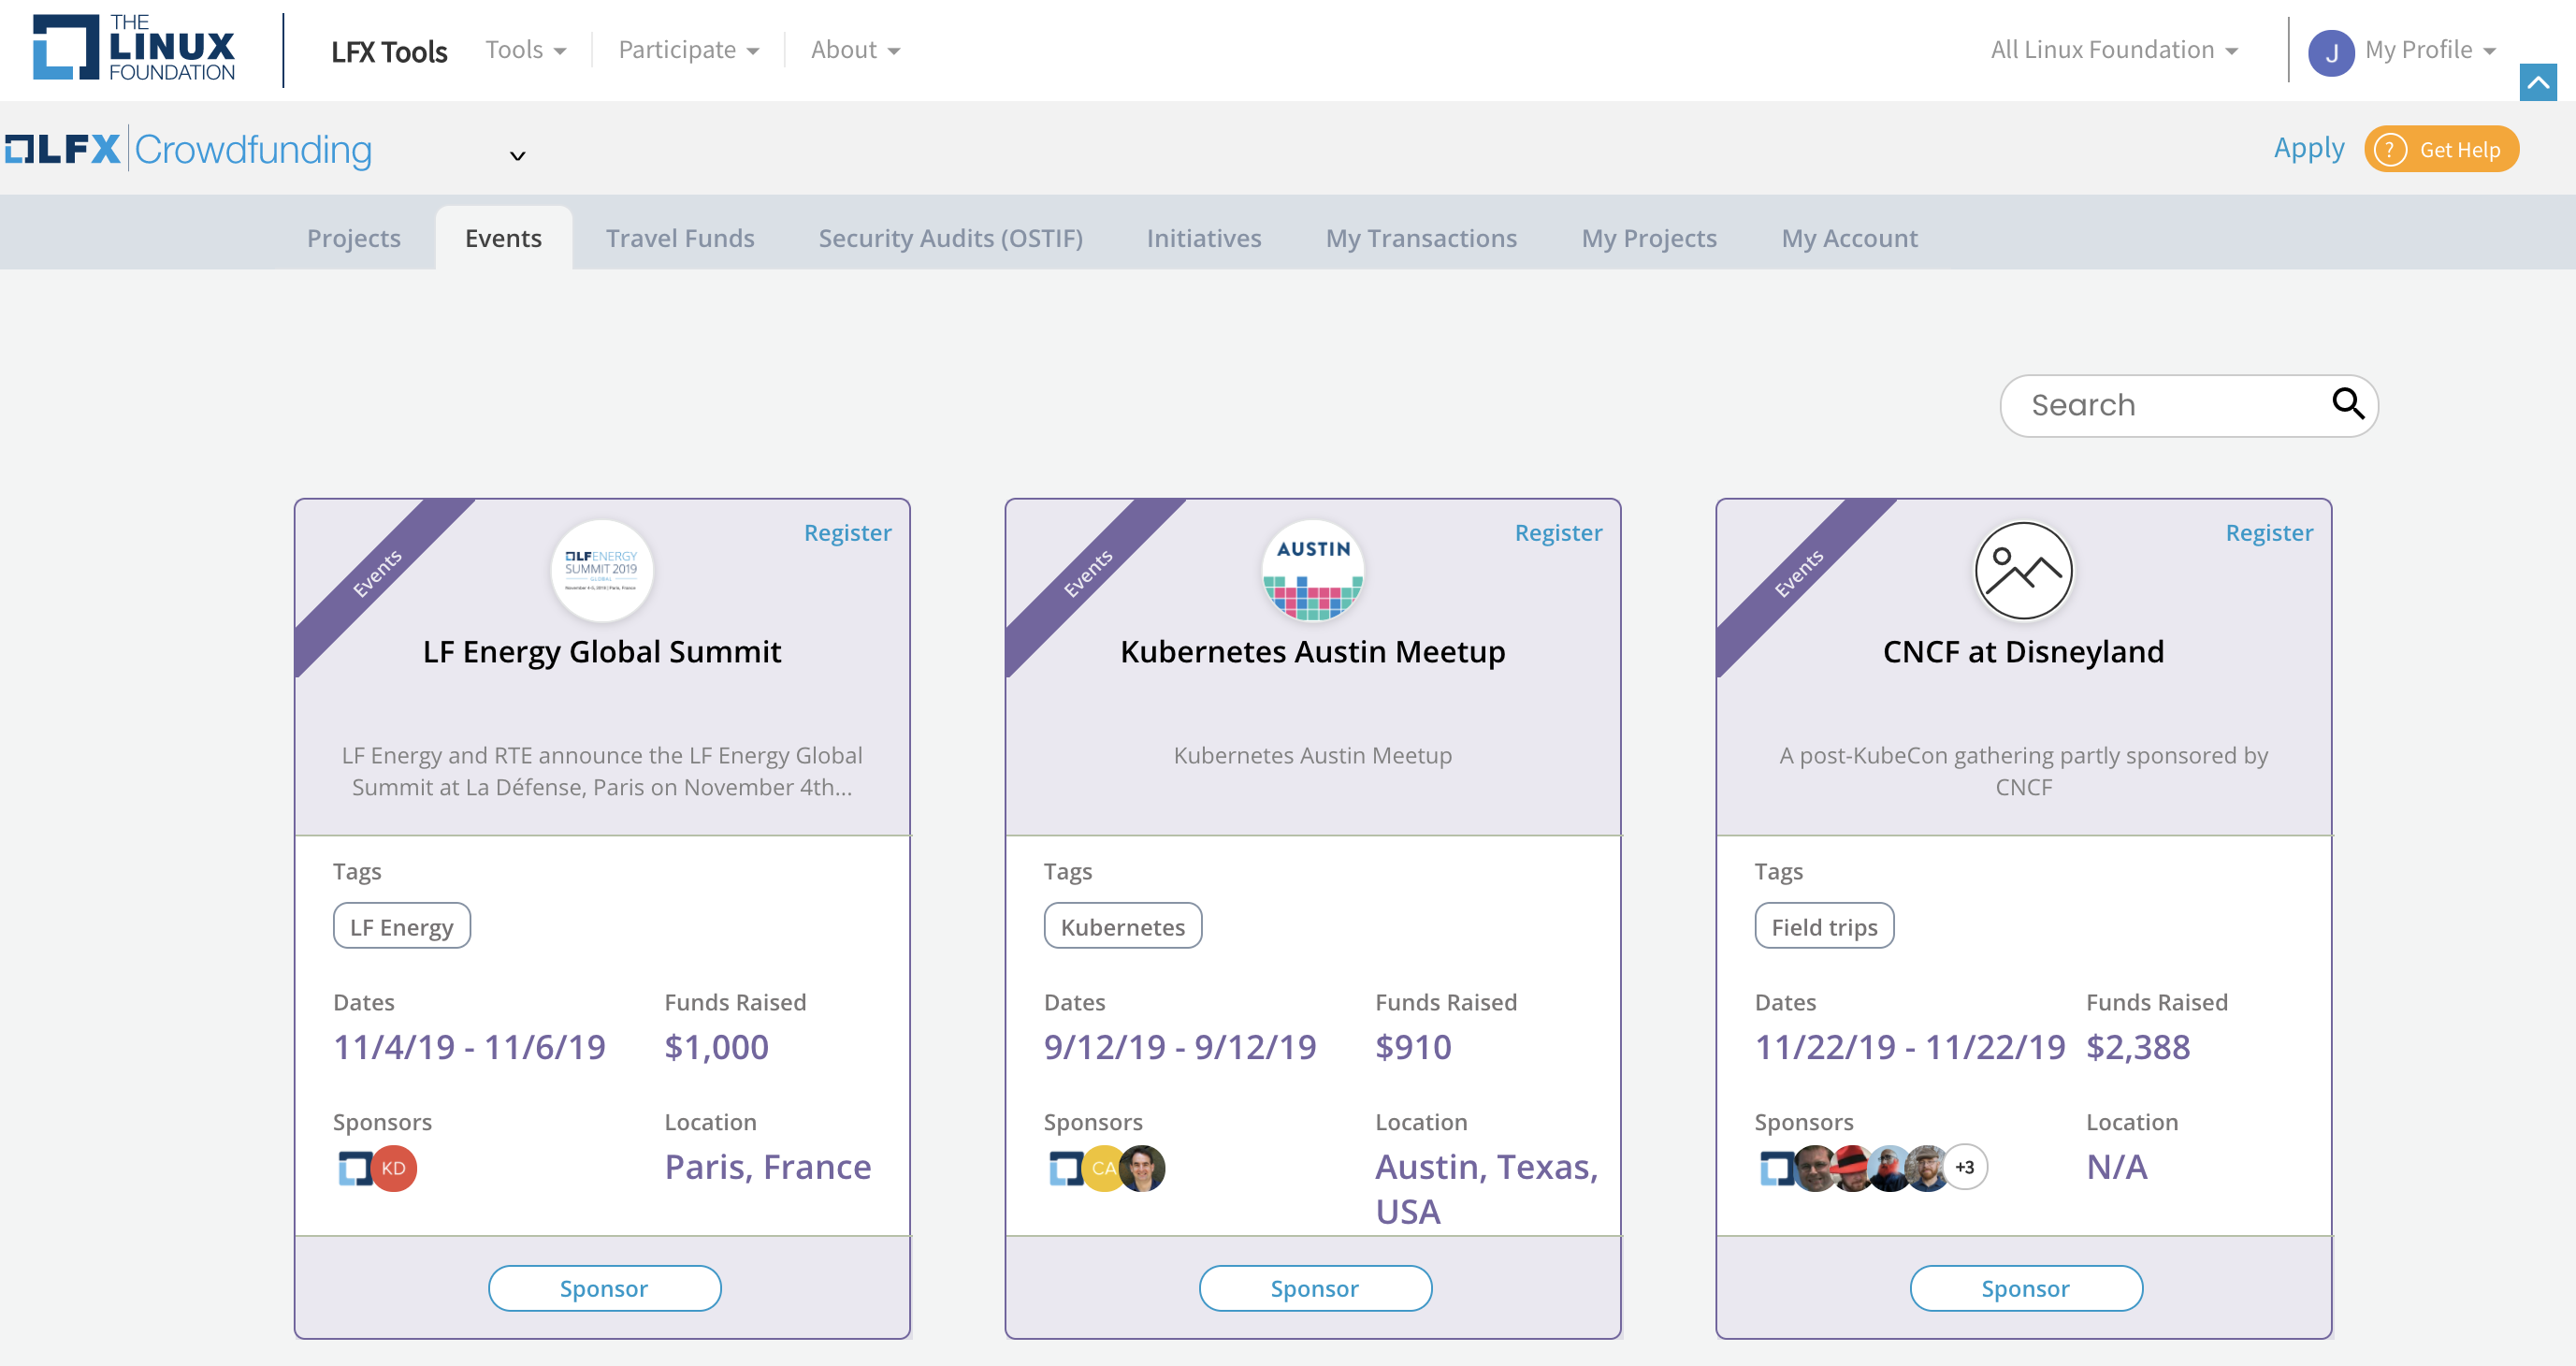 THE
LINUX
FOUNDATION
LFX Tools
Tools
Participate
About
All Linux Foundation
J
My Profile
LFX Crowdfunding
Apply
? Get Help
Projects
Events
Travel Funds
Security Audits (OSTIF)
Initiatives
My Transactions
My Projects
My Account
Search
Events
LFENERGY
SUMMIT 2019
GLOBAL
November 4-5, 2019 | Paris, France
Register
LF Energy Global Summit
LF Energy and RTE announce the LF Energy Global
Summit at La Défense, Paris on November 4th...
Tags
LF Energy
Dates
11/4/19 - 11/6/19
Funds Raised
$1,000
Sponsors
KD
Location
Paris, France
Sponsor
Events
AUSTIN
Register
Kubernetes Austin Meetup
Kubernetes Austin Meetup
Tags
Kubernetes
Dates
9/12/19 - 9/12/19
Funds Raised
$910
Sponsors
CA
Location
Austin, Texas,
USA
Sponsor
Events
Register
CNCF at Disneyland
A post-KubeCon gathering partly sponsored by
CNCF
Tags
Field trips
Dates
11/22/19 - 11/22/19
Funds Raised
$2,388
Sponsors
+3
Location
N/A
Sponsor